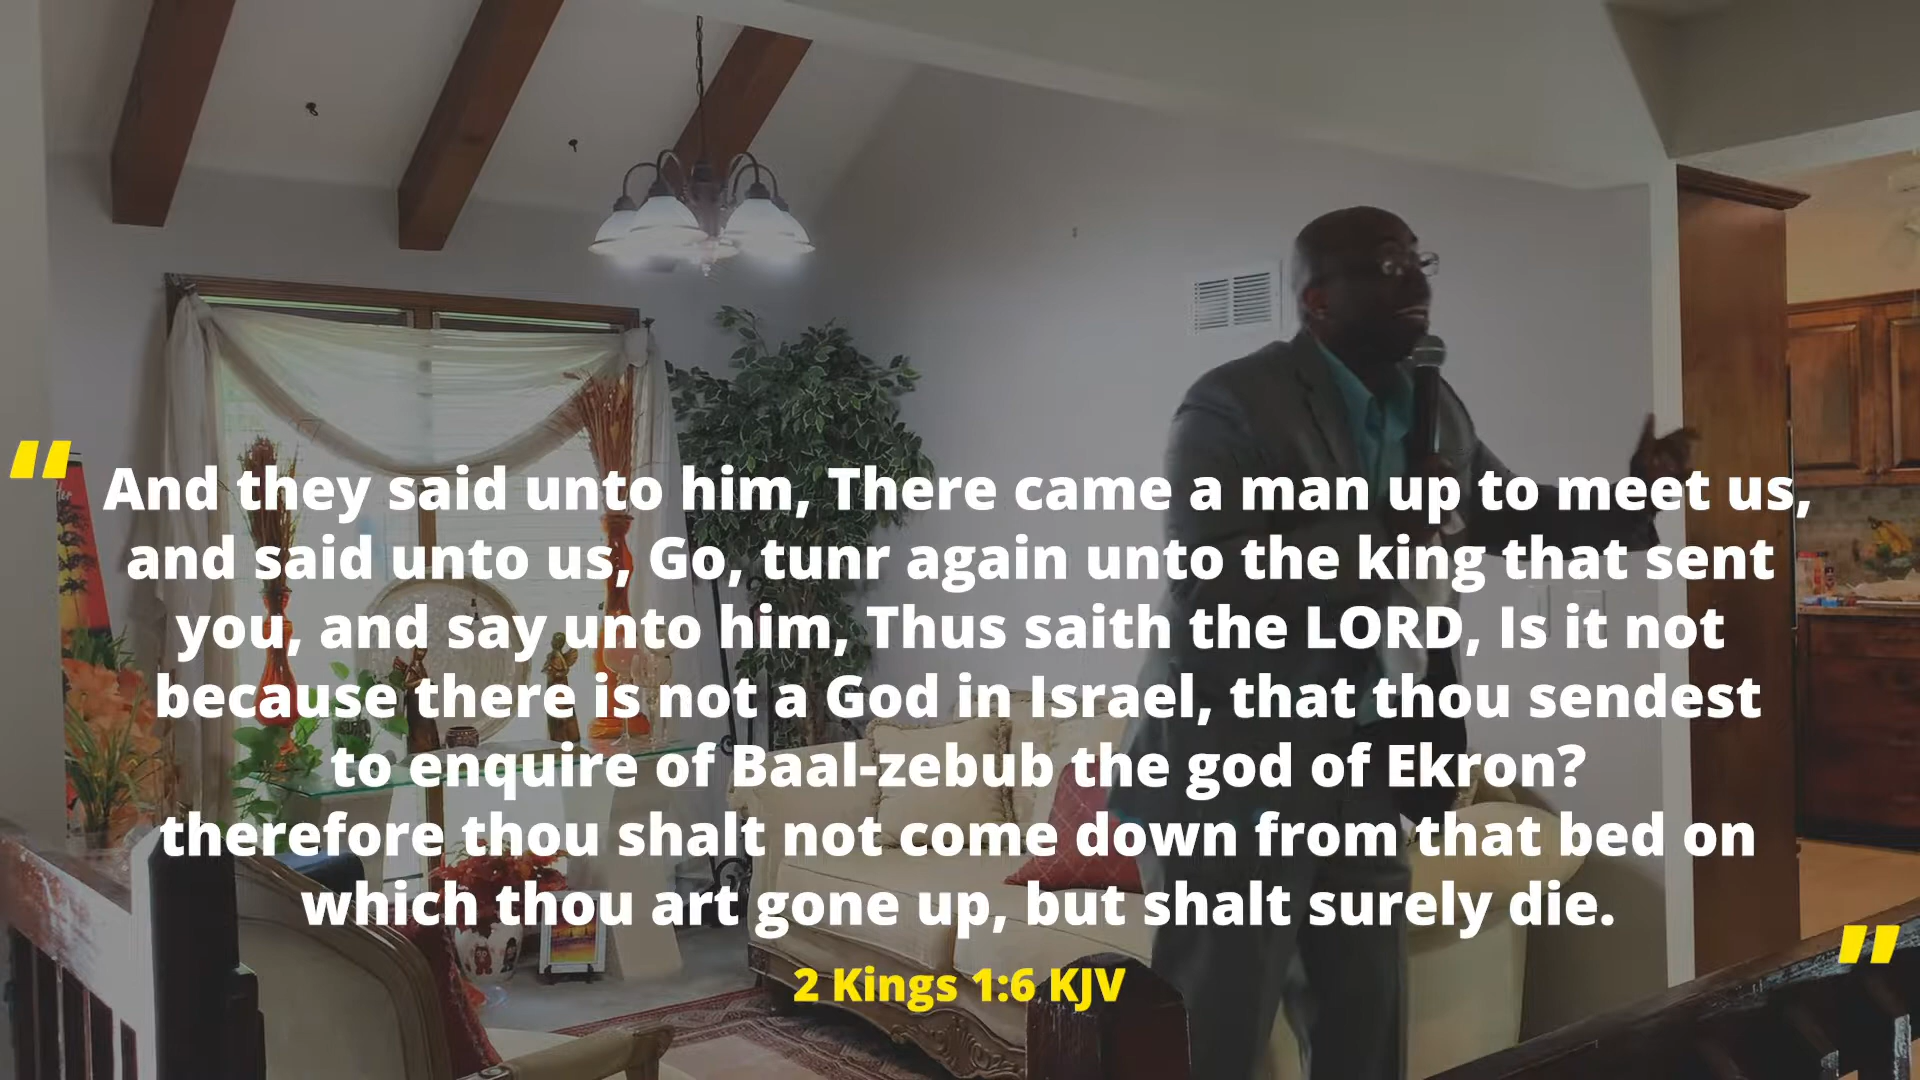 “ And they said unto him, There came a man up to meet us,
and said unto us, Go, tunr again unto the king that sent
you, and say unto him, Thus saith the LORD, Is it not
because there is not a God in Israel, that thou sendest
to enquire of Baal-zebub the god of Ekron?
therefore thou shalt not come down from that bed on
which thou art gone up, but shalt surely die. ”
2 Kings 1:6 KJV